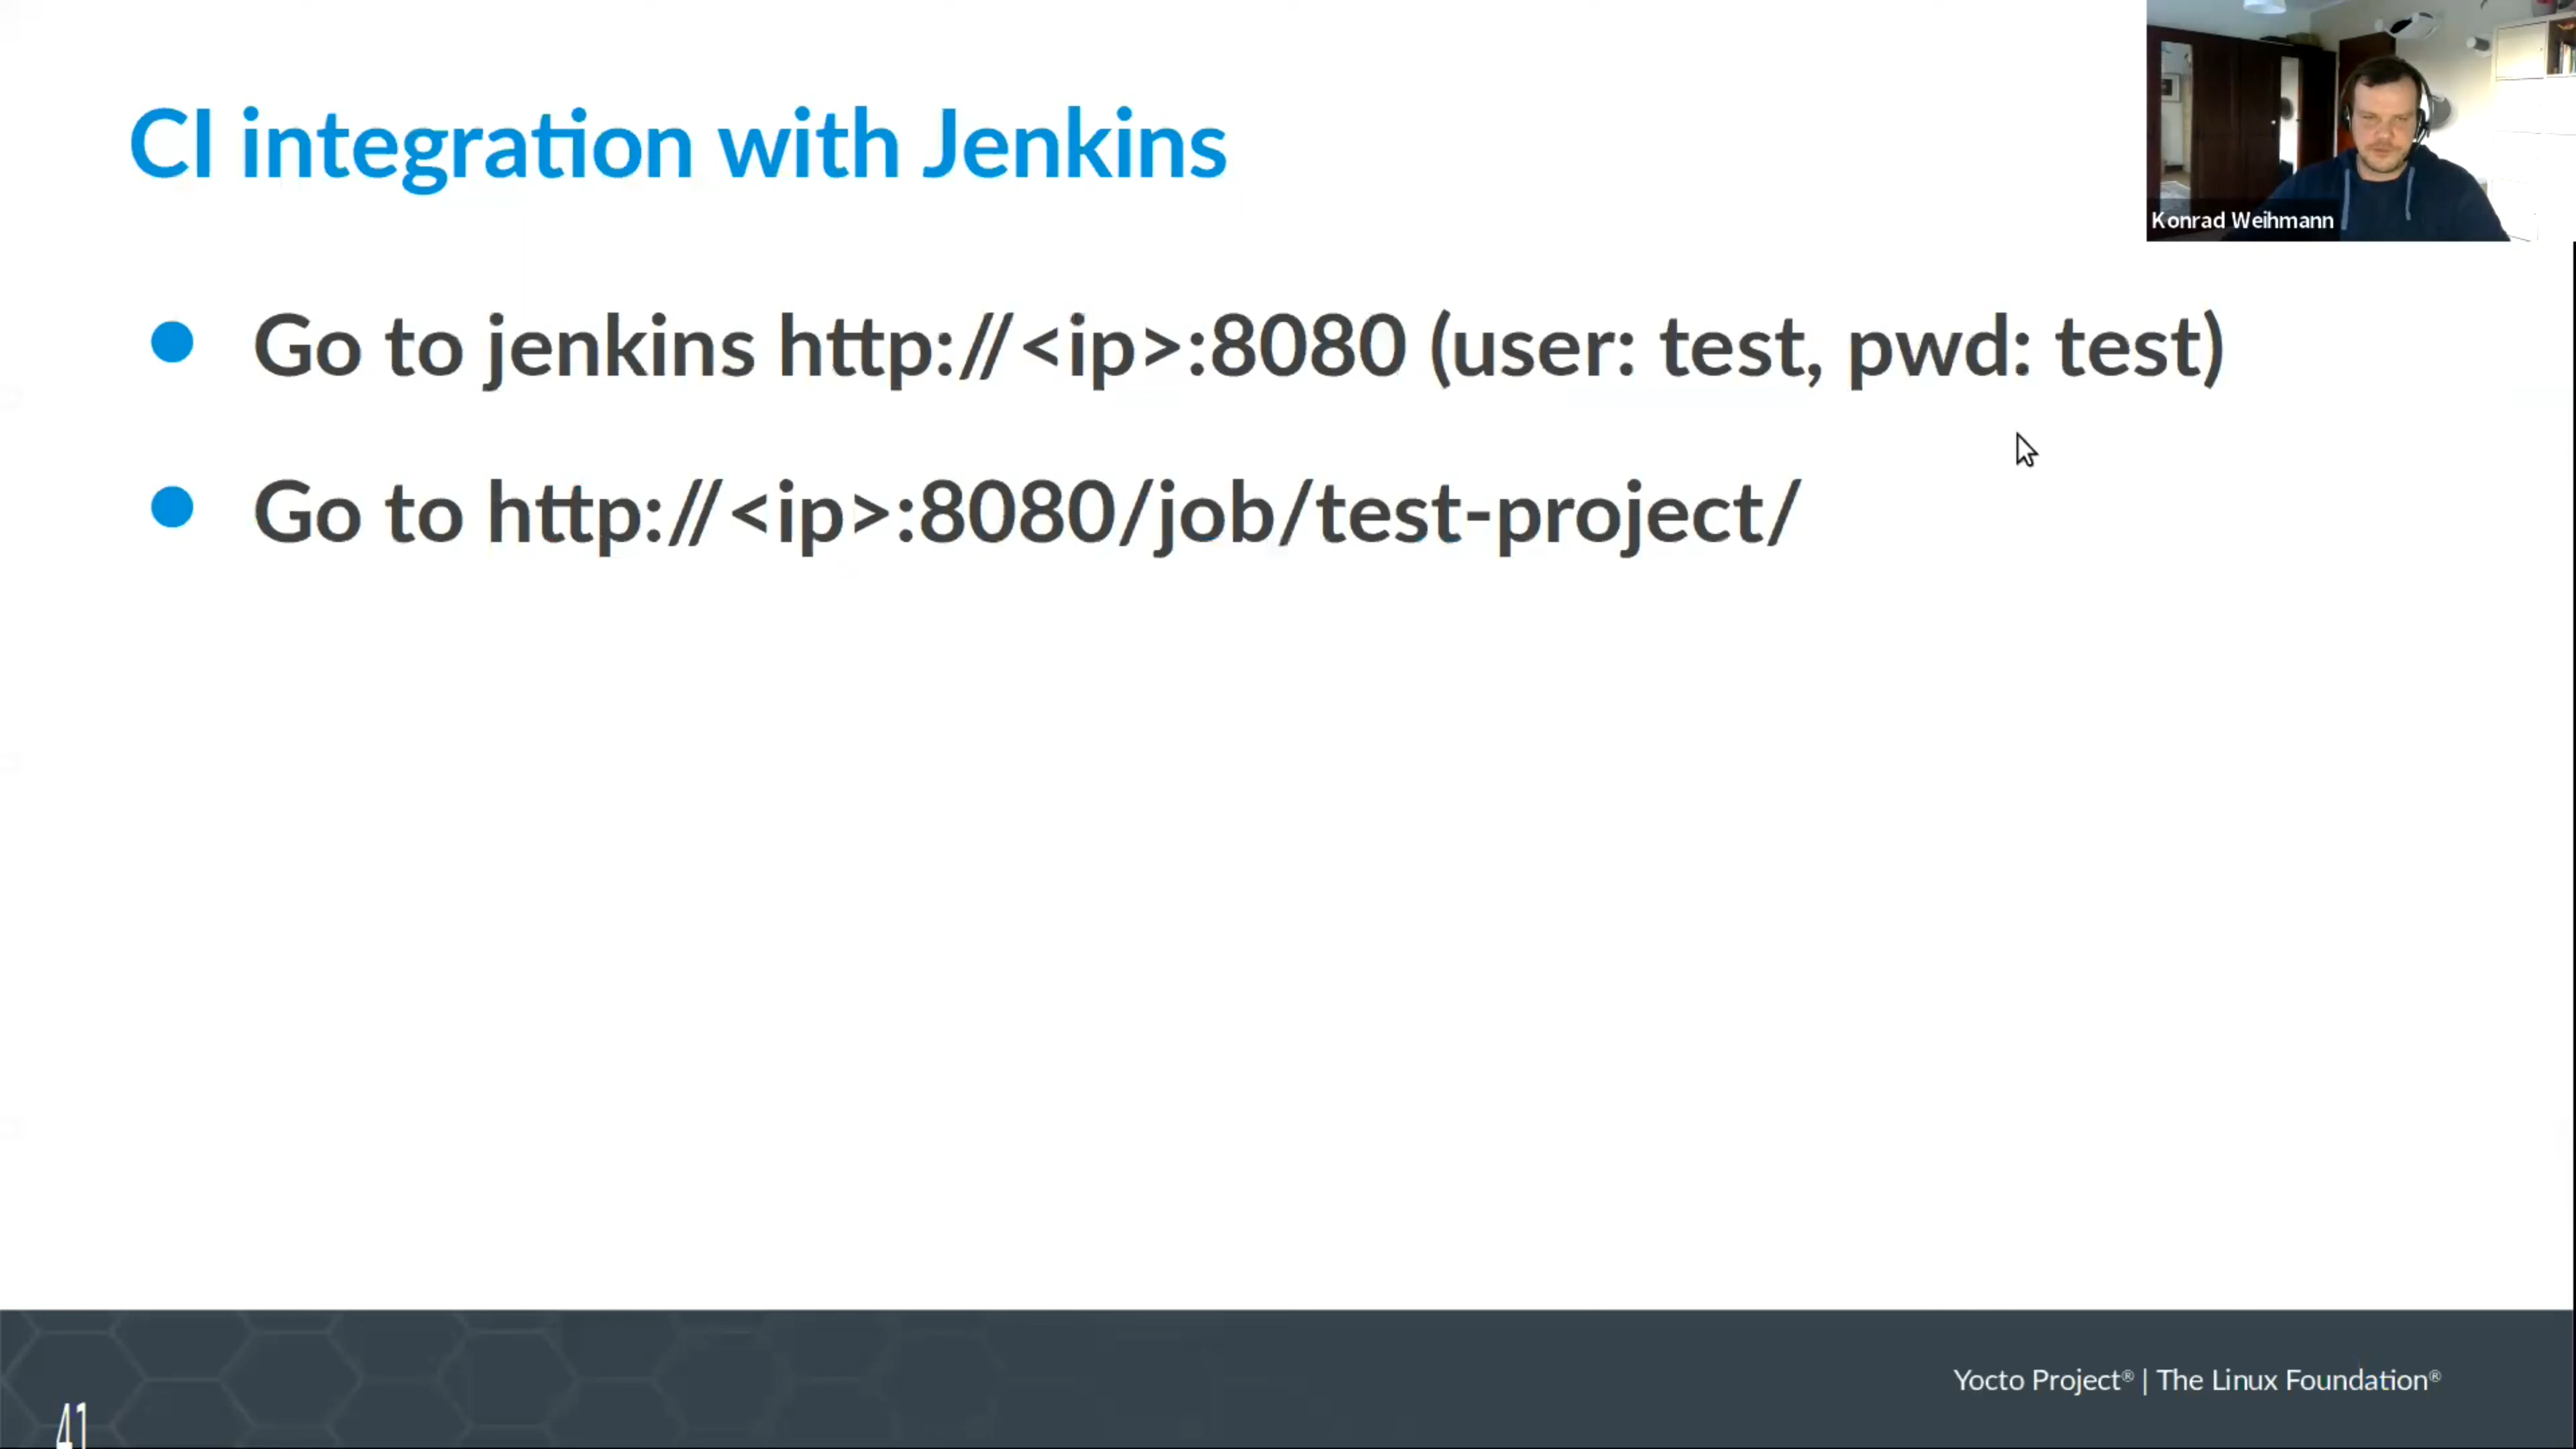 CI integration with Jenkins
Konrad Weihmann
Go to jenkins http://<ip>:8080 (user: test, pwd: test)
Go to http://<ip>:8080/job/test-project/
Yocto Project® | The Linux Foundation®
41